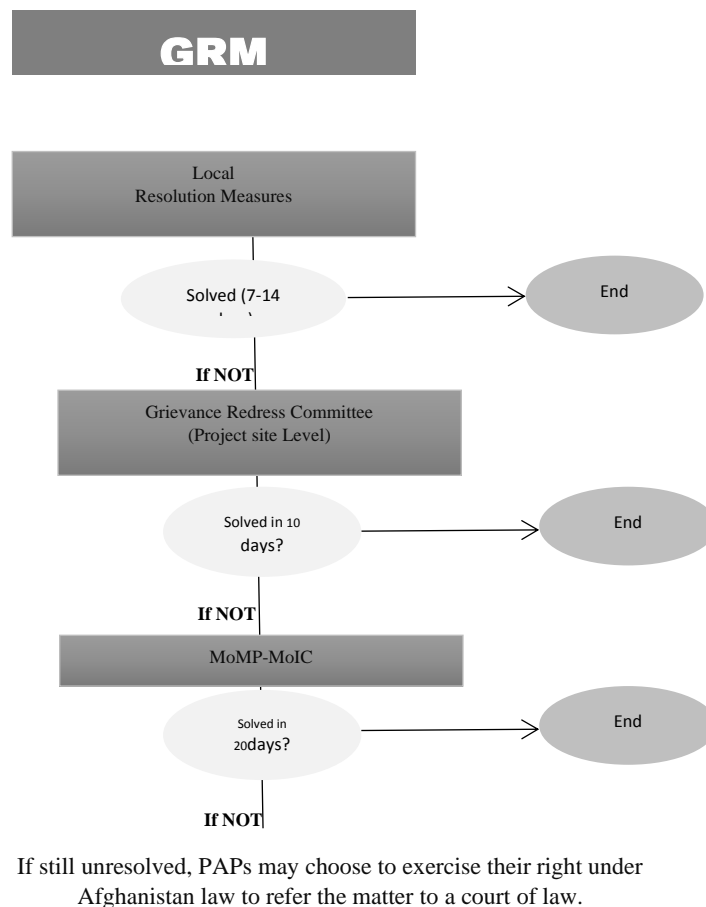 GRM
Local
Resolution Measures
Solved (7-14
End
If NOT
Grievance Redress Committee
(Project site Level)
Solved in 10
days?
End
If NOT
MoMP-MoIC
Solved in
20days?
End
If NOT
If still unresolved, PAPs may choose to exercise their right under
Afghanistan law to refer the matter to a court of law.